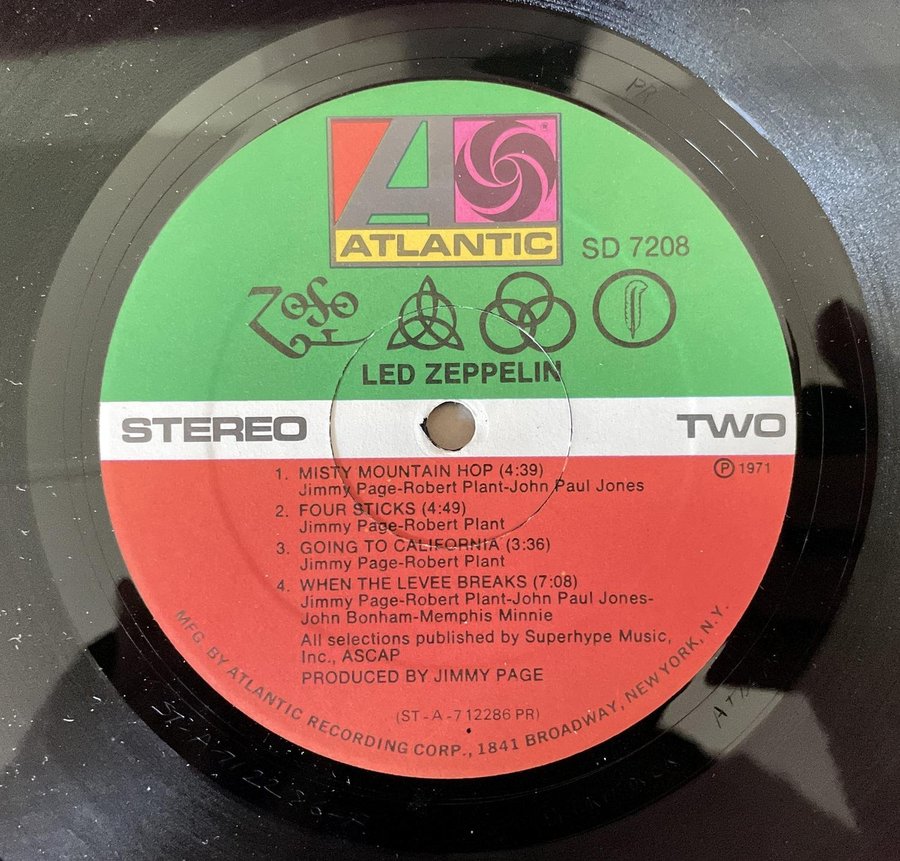 PR
ATLANTIC
SD 7208
LED ZEPPELIN
STEREO
TWO
℗ 1971
1. MISTY MOUNTAIN HOP (4:39)
Jimmy Page-Robert Plant-John Paul Jones
2. FOUR STICKS (4:49)
Jimmy Page-Robert Plant
3. GOING TO CALIFORNIA (3:36)
Jimmy Page-Robert Plant
4. WHEN THE LEVEE BREAKS (7:08)
Jimmy Page-Robert Plant-John Paul Jones-
John Bonham-Memphis Minnie
All selections published by Superhype Music,
Inc., ASCAP
PRODUCED BY JIMMY PAGE
(ST-A-712286 PR)
MFG. BY ATLANTIC RECORDING CORP., 1841 BROADWAY, NEW YORK, N.Y.